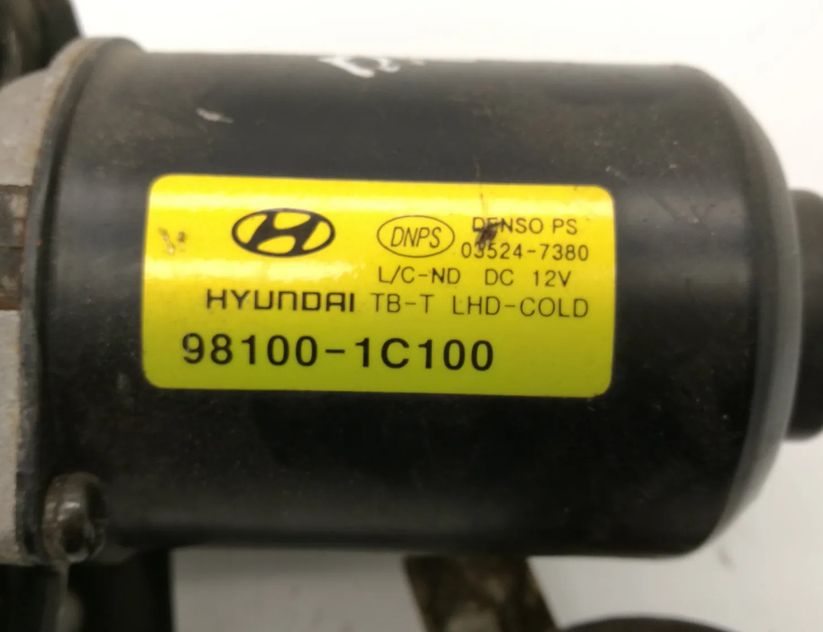 DNPS
DENSO PS
03524-7380
L/C-ND DC 12V
HYUNDAI TB-T LHD-COLD
98100-1C100